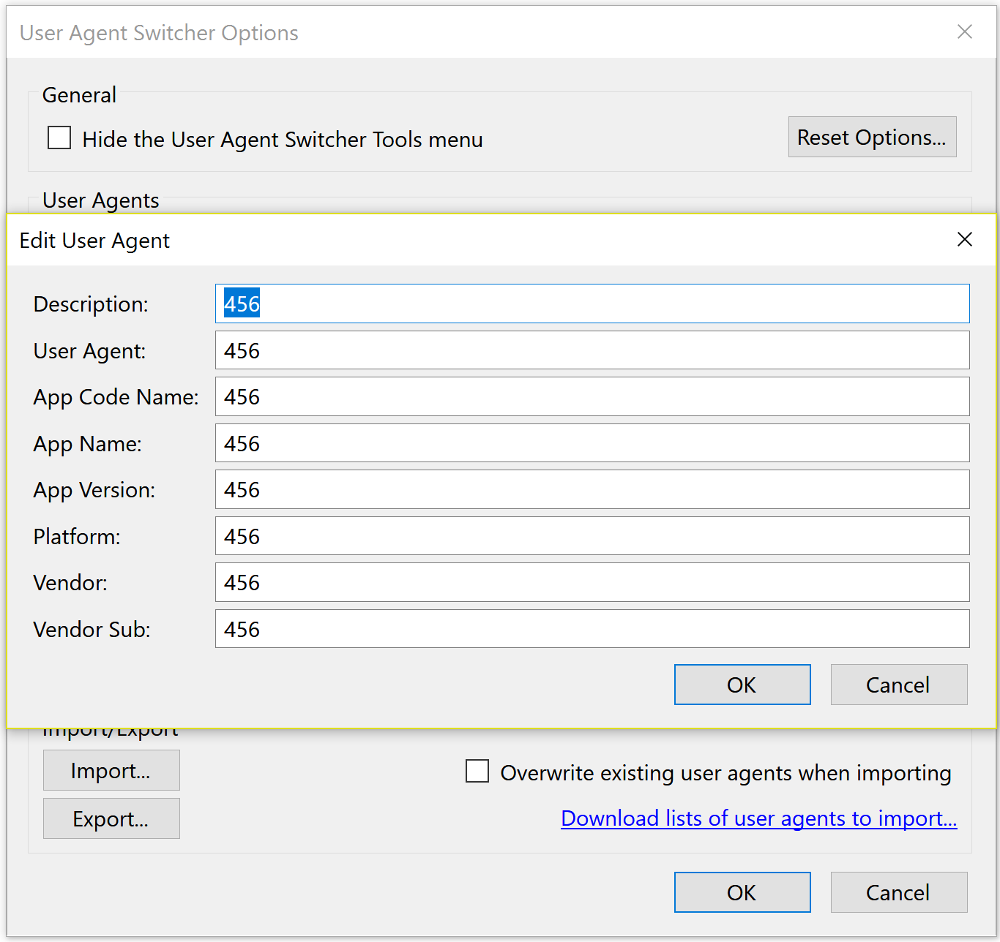 User Agent Switcher Options
General
Hide the User Agent Switcher Tools menu
Reset Options...
User Agents
Edit User Agent
Description: 456
User Agent: 456
App Code Name: 456
App Name: 456
App Version: 456
Platform: 456
Vendor: 456
Vendor Sub: 456
OK Cancel
Import/Export
Import...
Overwrite existing user agents when importing
Export...
Download lists of user agents to import...
OK Cancel